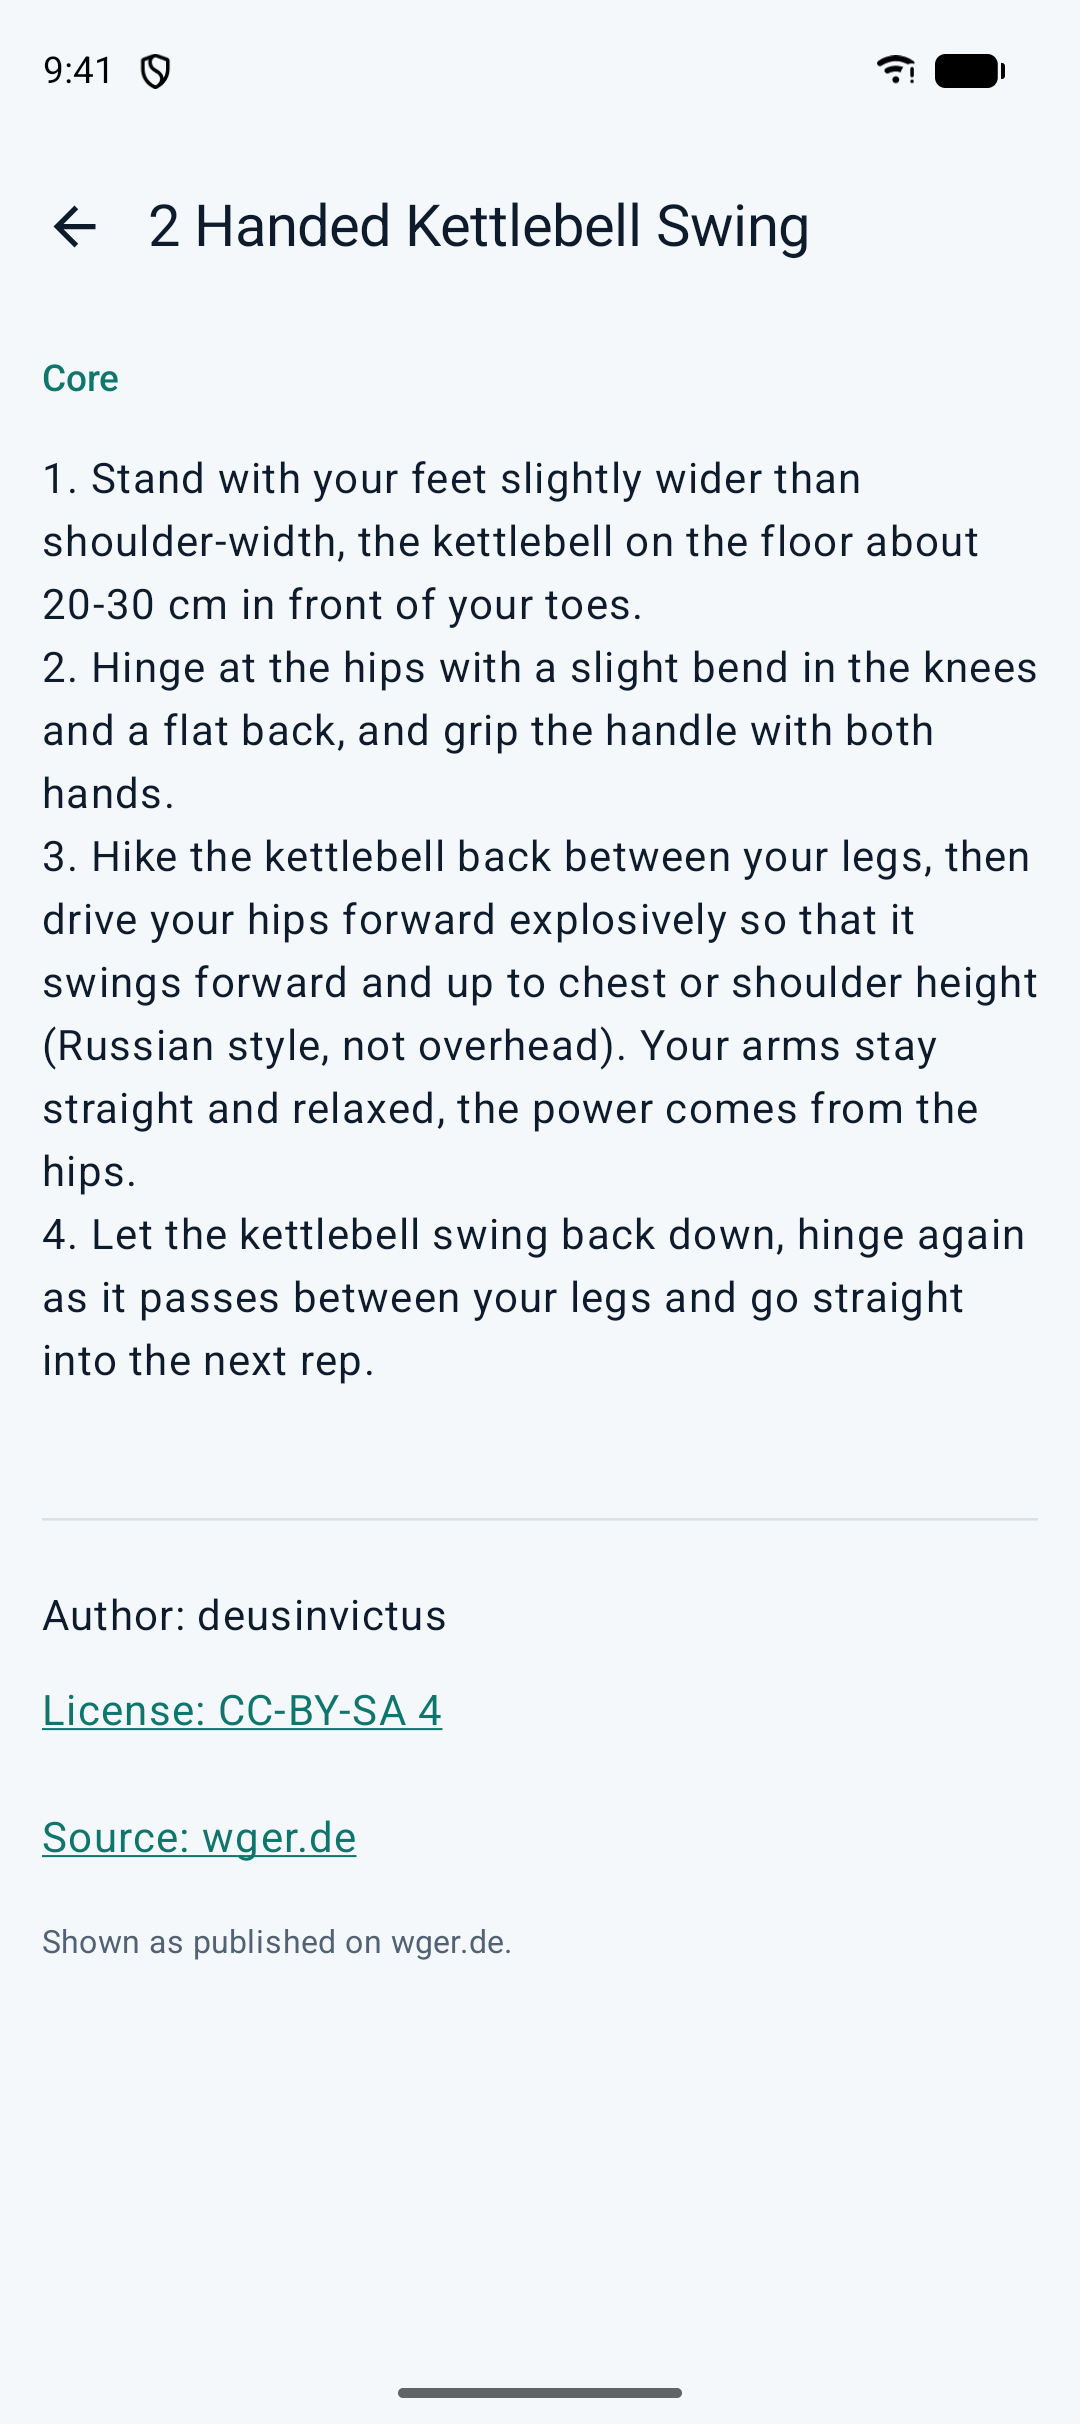 9:41
2 Handed Kettlebell Swing
Core
1. Stand with your feet slightly wider than
shoulder-width, the kettlebell on the floor about
20-30 cm in front of your toes.
2. Hinge at the hips with a slight bend in the knees
and a flat back, and grip the handle with both
hands.
3. Hike the kettlebell back between your legs, then
drive your hips forward explosively so that it
swings forward and up to chest or shoulder height
(Russian style, not overhead). Your arms stay
straight and relaxed, the power comes from the
hips.
4. Let the kettlebell swing back down, hinge again
as it passes between your legs and go straight
into the next rep.
Author: deusinvictus
License: CC-BY-SA 4
Source: wger.de
Shown as published on wger.de.